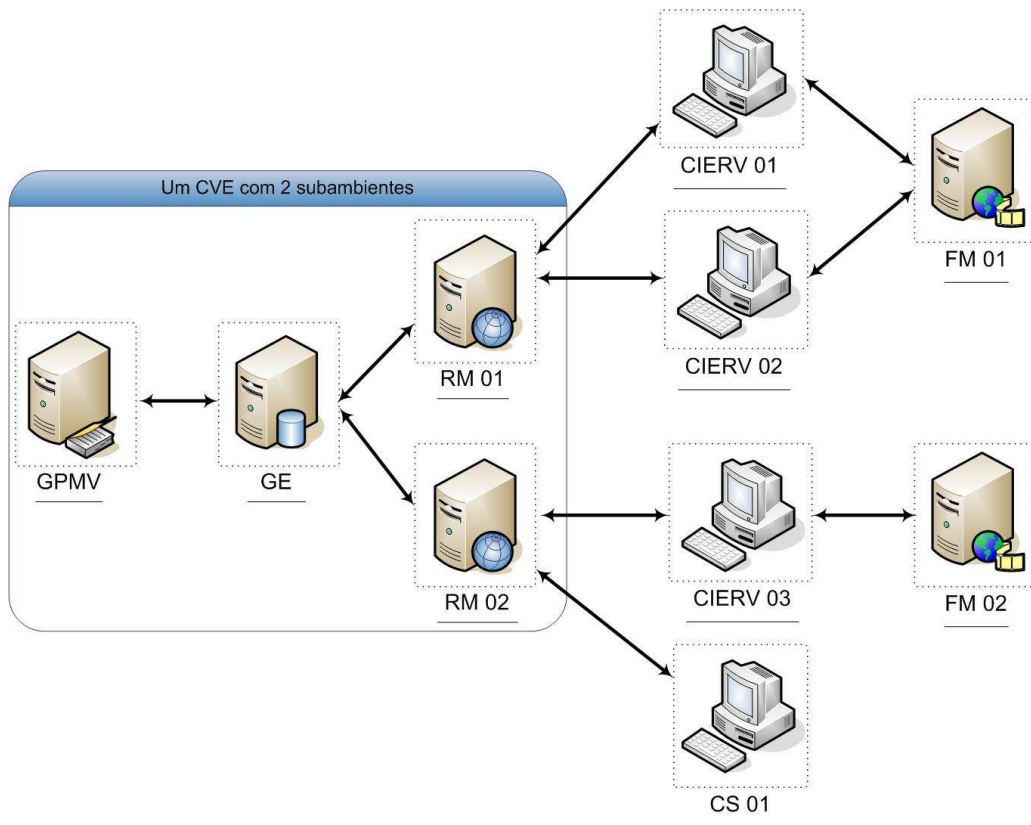 Um CVE com 2 subambientes
CIERV 01
FM 01
CIERV 02
RM 01
GPMV
GE
RM 02
CIERV 03
FM 02
CS 01